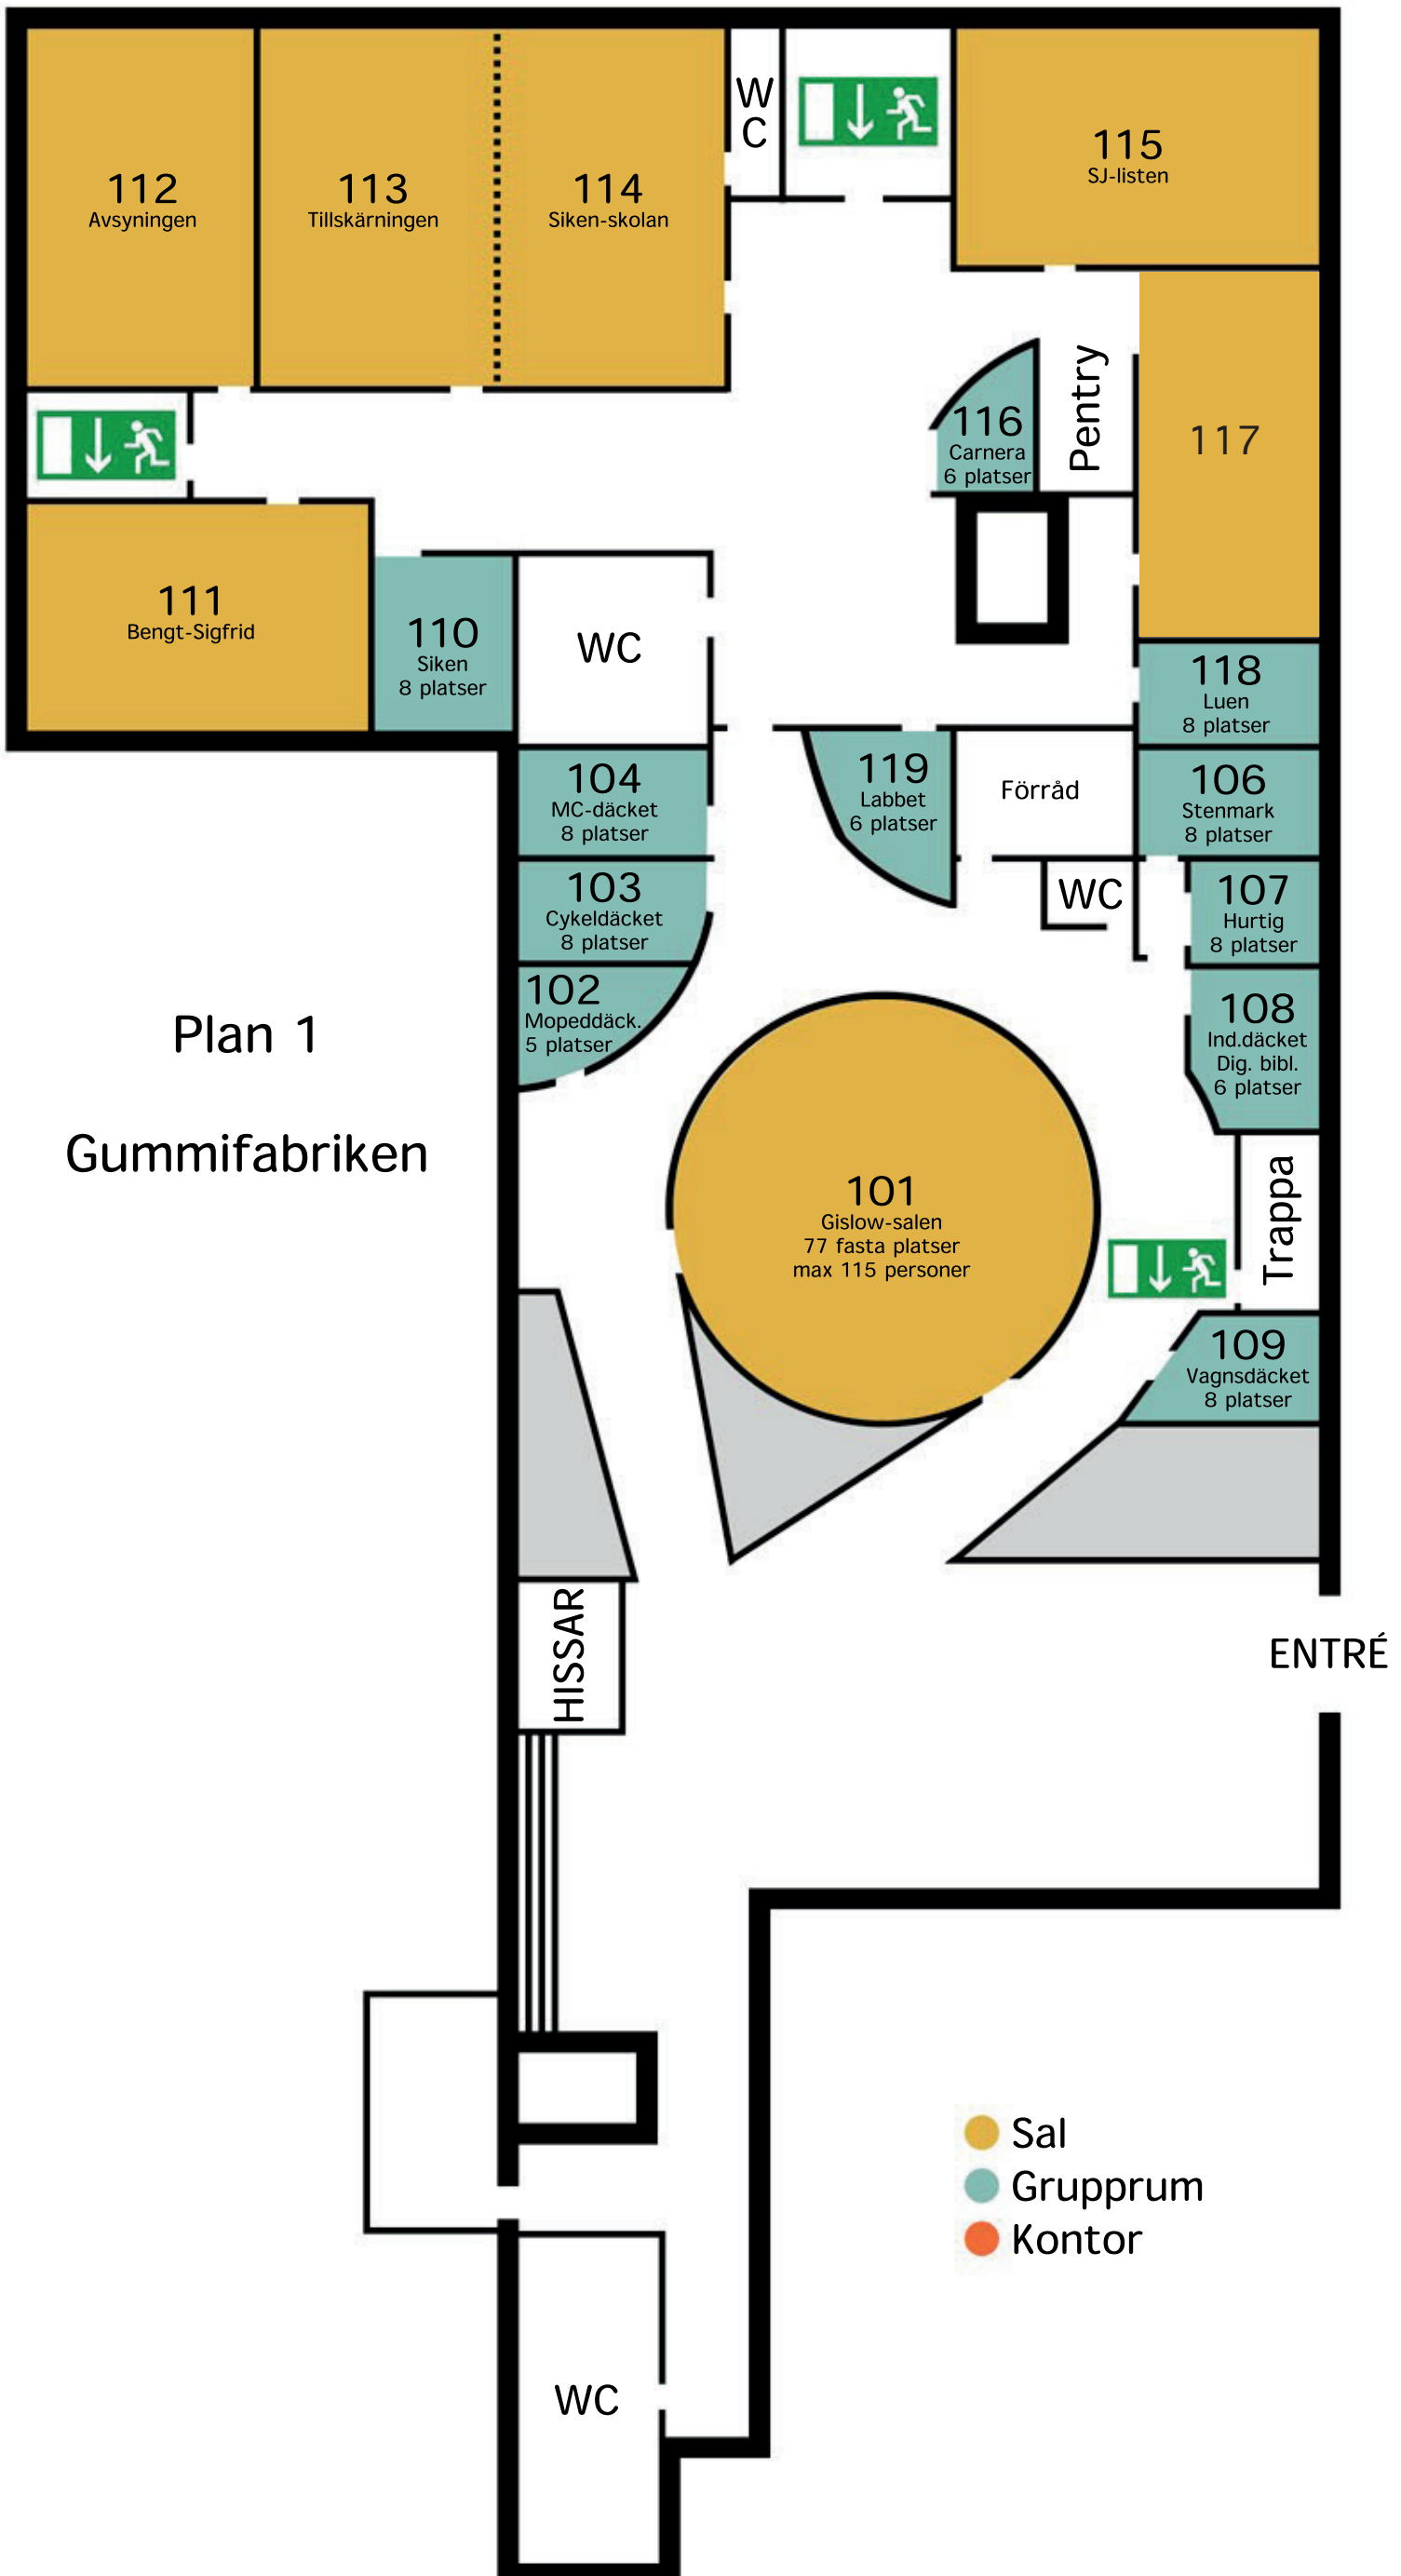 112
Avsyningen
113
Tillskärningen
114
Siken-skolan
W
C
115
SJ-listen
116
Carnera
6 platser
Pentry
117
111
Bengt-Sigfrid
110
Siken
8 platser
WC
118
Luen
8 platser
104
MC-däcket
8 platser
119
Labbet
6 platser
Förråd
106
Stenmark
8 platser
103
Cykeldäcket
8 platser
WC
107
Hurtig
8 platser
102
Mopeddäck.
5 platser
108
Ind.däcket
Dig. bibl.
6 platser
Plan 1
Gummifabriken
101
Gislow-salen
77 fasta platser
max 115 personer
Trappa
109
Vagnsdäcket
8 platser
HISSAR
ENTRÉ
Sal
Grupprum
Kontor
WC